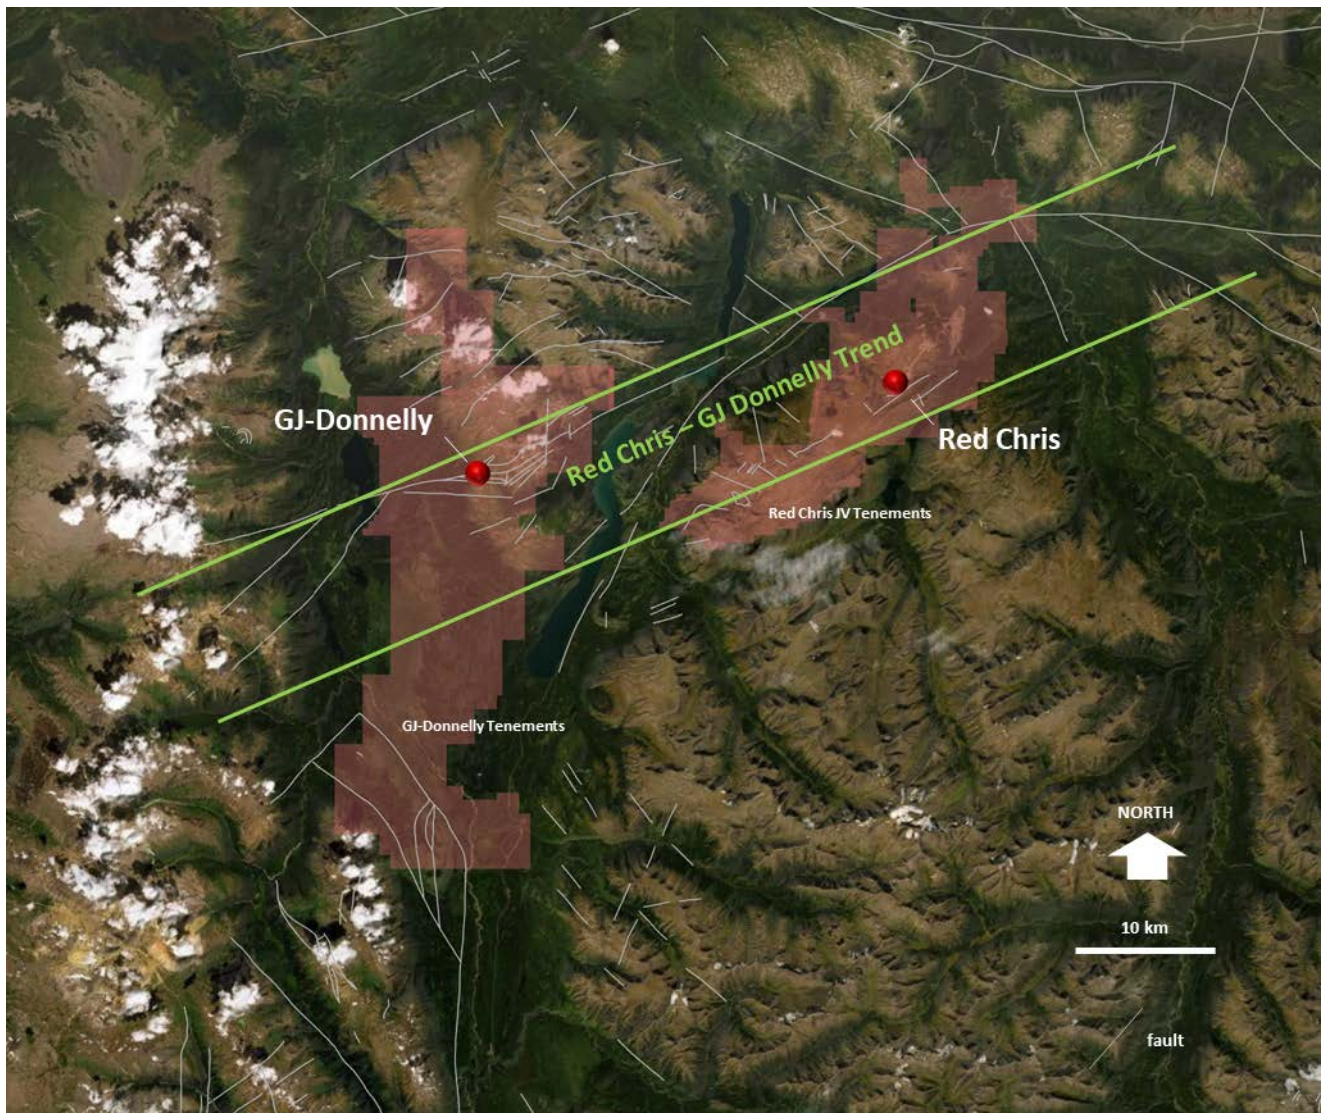 GJ-Donnelly
Red Chris – GJ Donnelly Trend
Red Chris
Red Chris JV Tenements
GJ-Donnelly Tenements
NORTH
10 km
fault